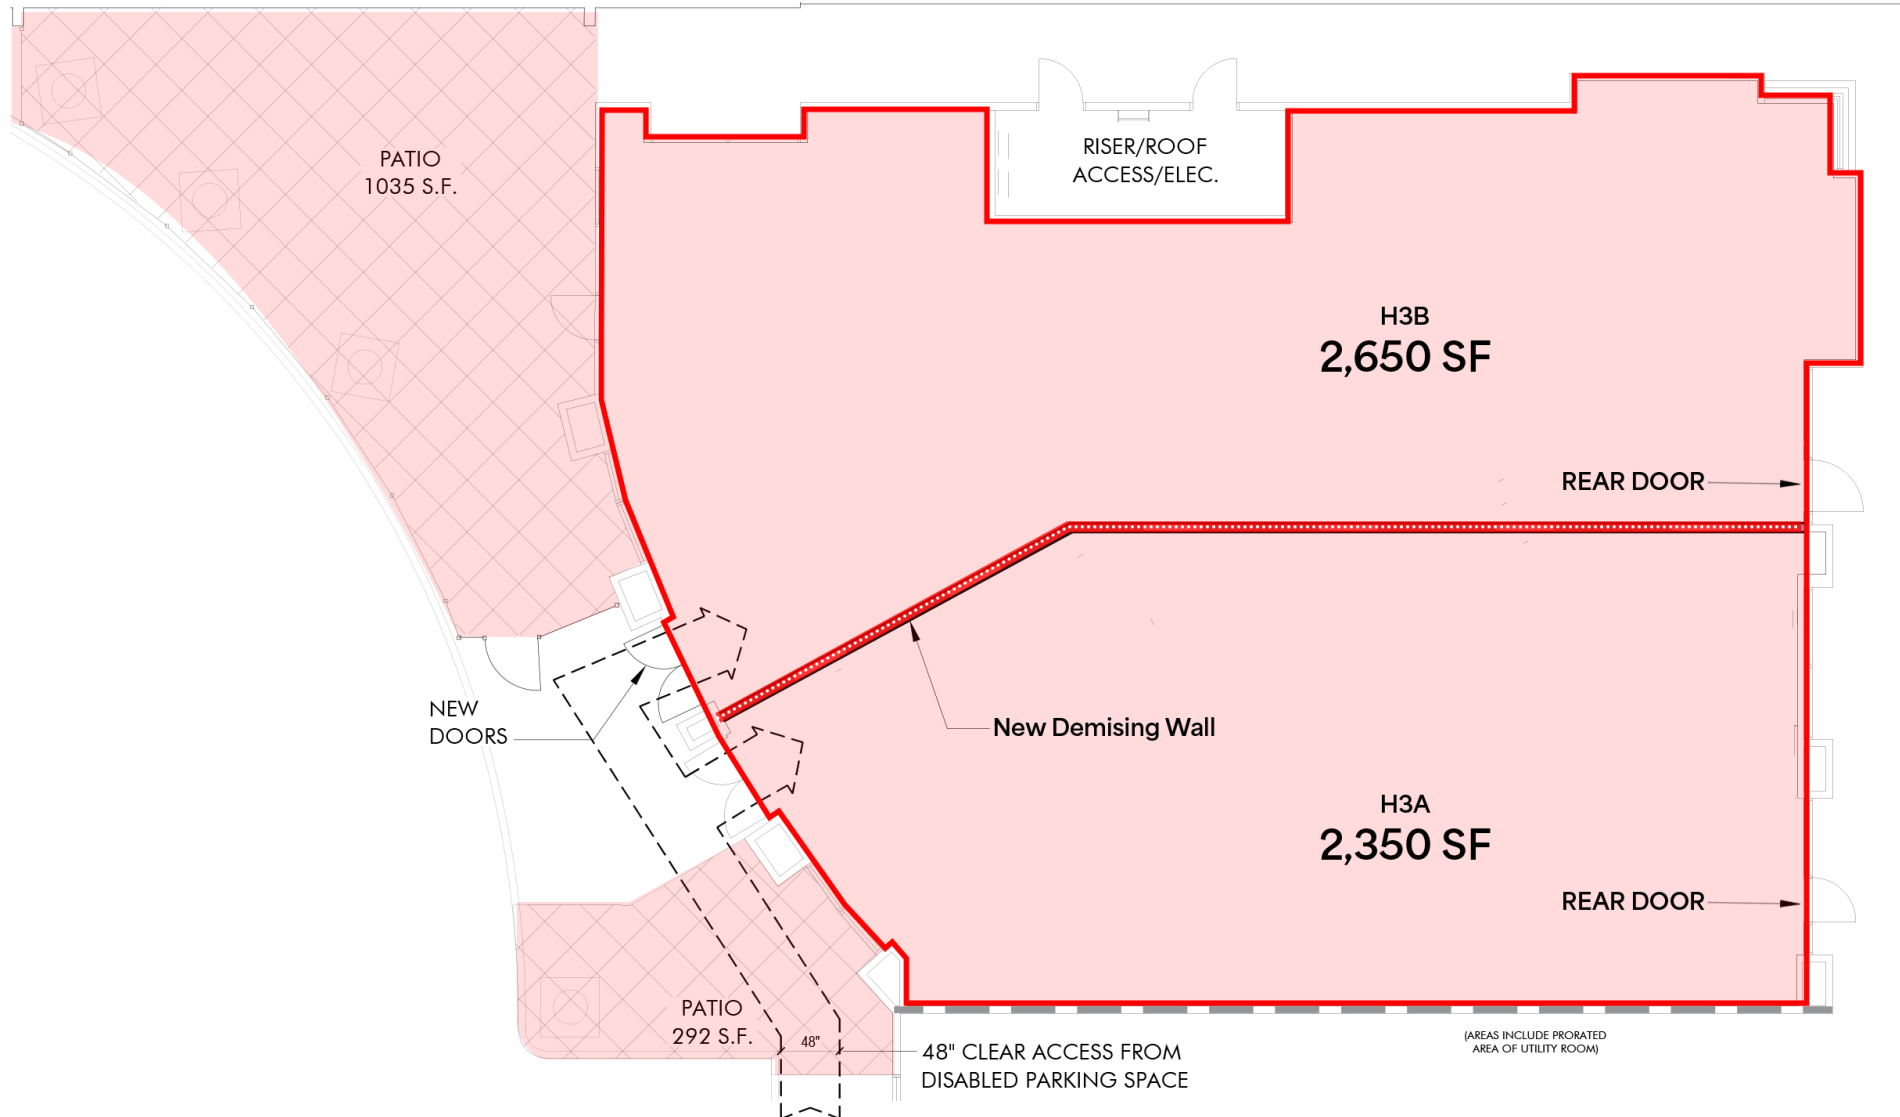 PATIO
1035 S.F.
RISER/ROOF
ACCESS/ELEC.
H3B
2,650 SF
REAR DOOR
NEW
DOORS
New Demising Wall
H3A
2,350 SF
REAR DOOR
PATIO
292 S.F.
48"
48" CLEAR ACCESS FROM
DISABLED PARKING SPACE
(AREAS INCLUDE PRORATED
AREA OF UTILITY ROOM)